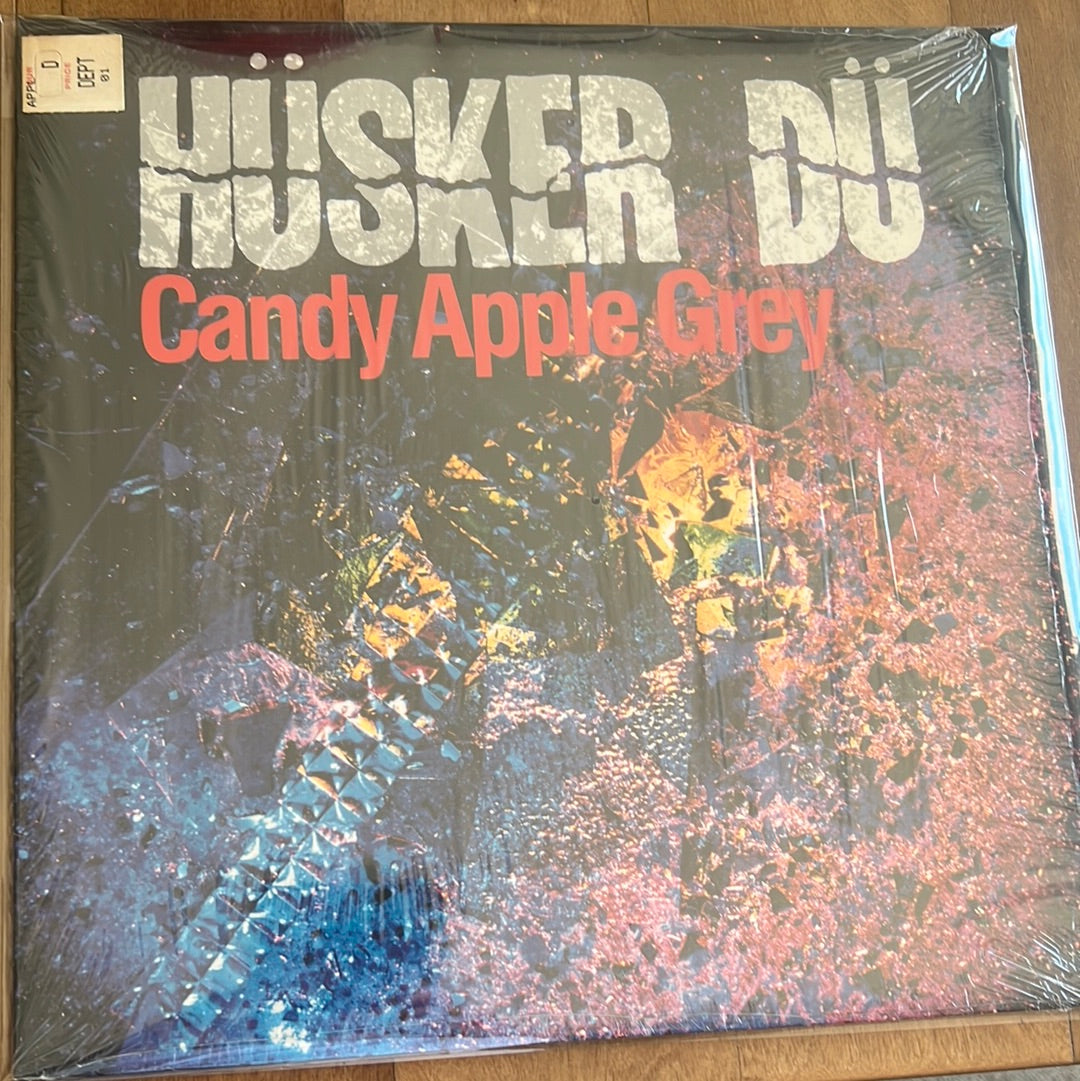 D
PRICE
DEPT
01
HÜSKER DÜ
Candy Apple Grey